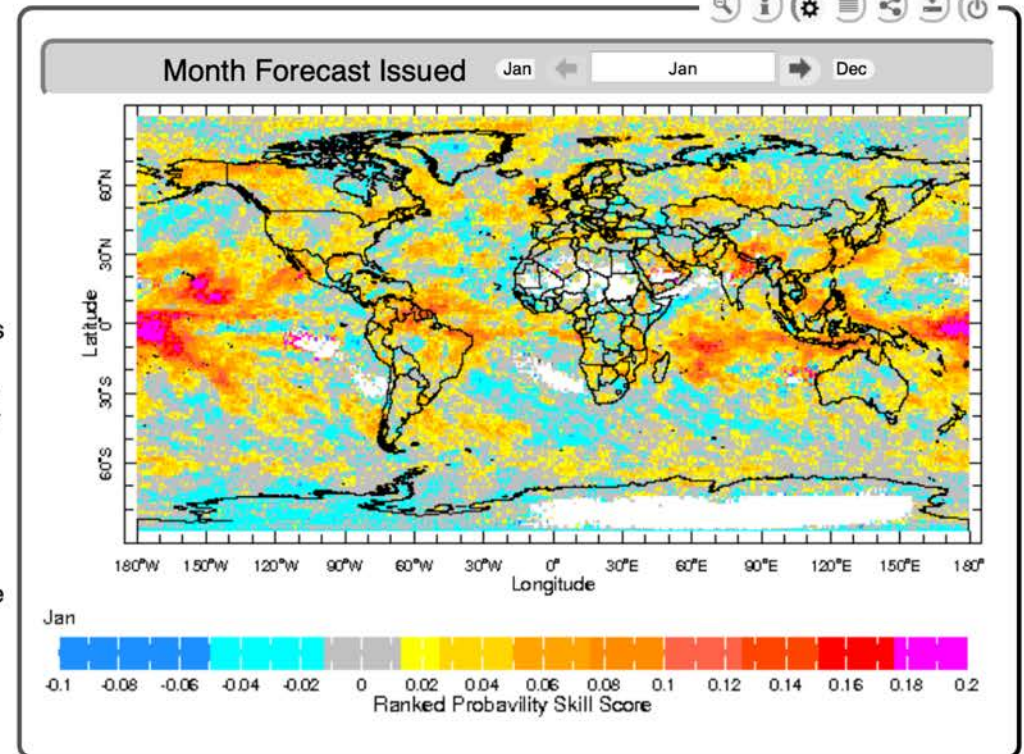 Month Forecast Issued Jan Jan Dec
60°N
30°N
0°
30°S
60°S
Latitude
180°W 150°W 120°W 90°W 60°W 30°W 0° 30°E 60°E 90°E 120°E 150°E 180°
Longitude
Jan
-0.1 -0.08 -0.06 -0.04 -0.02 0 0.02 0.04 0.06 0.08 0.1 0.12 0.14 0.16 0.18 0.2
Ranked Probavility Skill Score